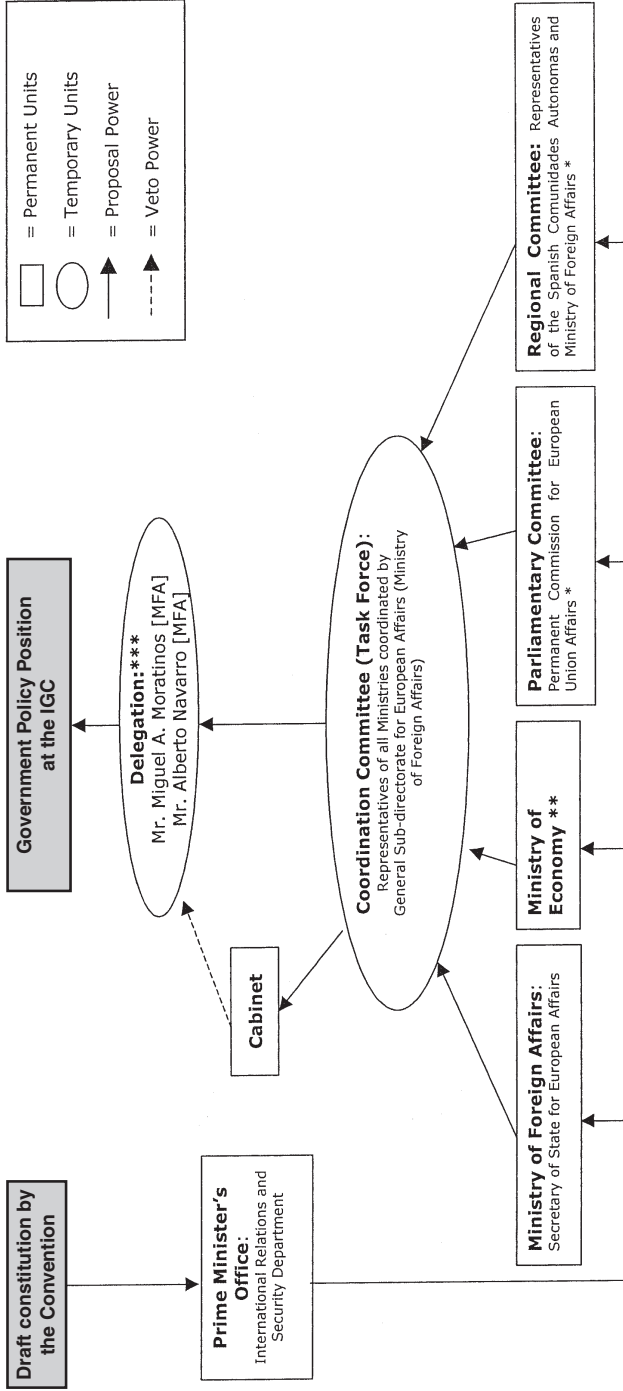 Draft constitution by
the Convention
Government Policy Position
at the IGC
= Permanent Units
= Temporary Units
= Proposal Power
= Veto Power
Prime Minister's
Office:
International Relations and
Security Department
Cabinet
Delegation:***
Mr. Miguel A. Moratinos [MFA]
Mr. Alberto Navarro [MFA]
Coordination Committee (Task Force):
Representatives of all Ministries coordinated by
General Sub-directorate for European Affairs (Ministry
of Foreign Affairs)
Ministry of Foreign Affairs:
Secretary of State for European Affairs
Ministry of
Economy **
Parliamentary Committee:
Permanent Commission for European
Union Affairs *
Regional Committee: Representatives
of the Spanish Comunidades Autonomas and
Ministry of Foreign Affairs *